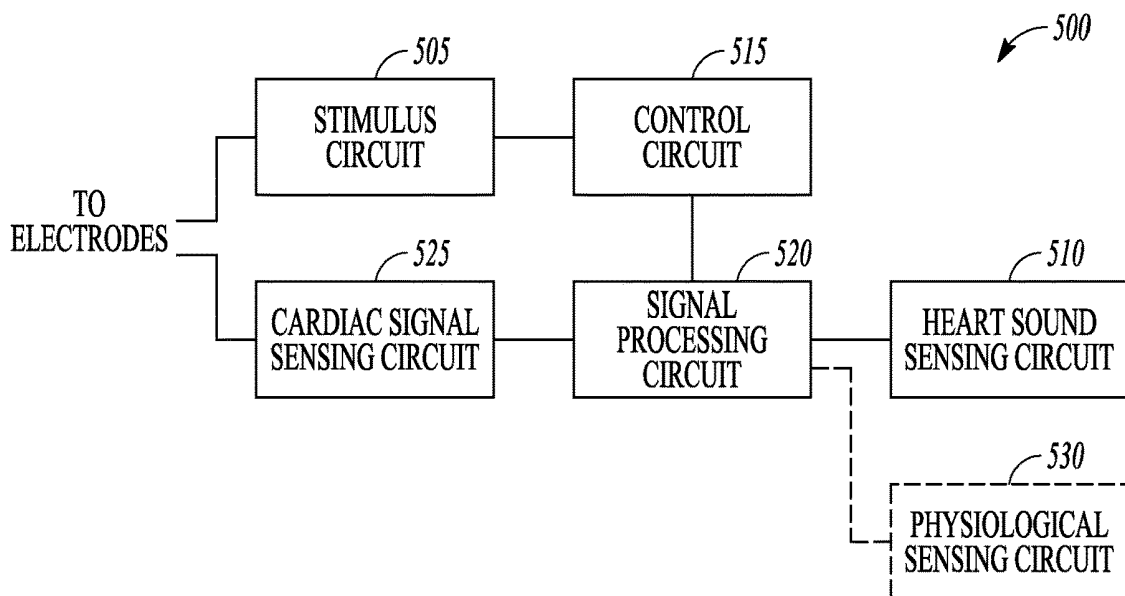 500
505
STIMULUS
CIRCUIT
515
CONTROL
CIRCUIT
TO
ELECTRODES
525
CARDIAC SIGNAL
SENSING CIRCUIT
520
SIGNAL
PROCESSING
CIRCUIT
510
HEART SOUND
SENSING CIRCUIT
530
PHYSIOLOGICAL
SENSING CIRCUIT